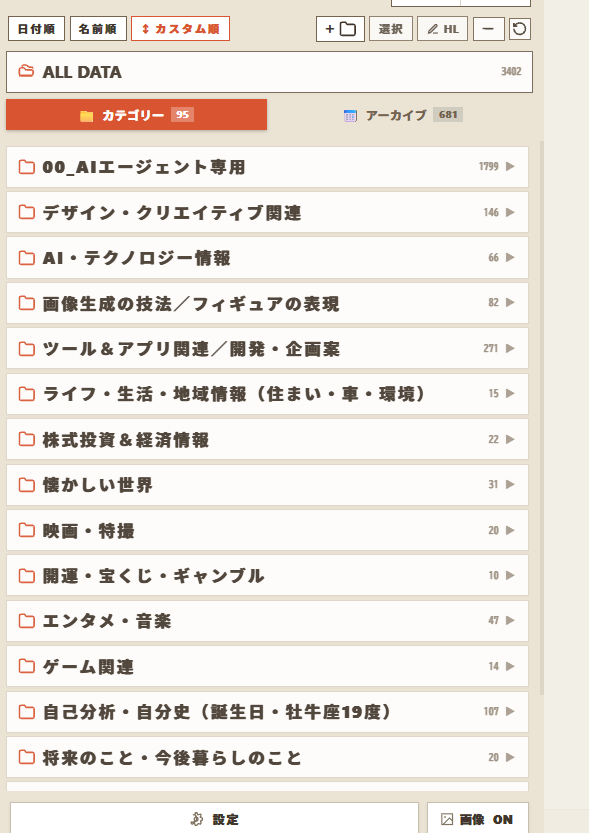 日付順 名前順 ↕ カスタム順 + 選択 HL —
ALL DATA 3402
カテゴリー 95 アーカイブ 681
00_AIエージェント専用 1799 ▶
デザイン・クリエイティブ関連 146 ▶
AI・テクノロジー情報 66 ▶
画像生成の技法／フィギュアの表現 82 ▶
ツール＆アプリ関連／開発・企画案 271 ▶
ライフ・生活・地域情報（住まい・車・環境） 15 ▶
株式投資＆経済情報 22 ▶
懐かしい世界 31 ▶
映画・特撮 20 ▶
開運・宝くじ・ギャンブル 10 ▶
エンタメ・音楽 47 ▶
ゲーム関連 14 ▶
自己分析・自分史（誕生日・牡牛座19度） 107 ▶
将来のこと・今後暮らしのこと 20 ▶
設定 画像 ON